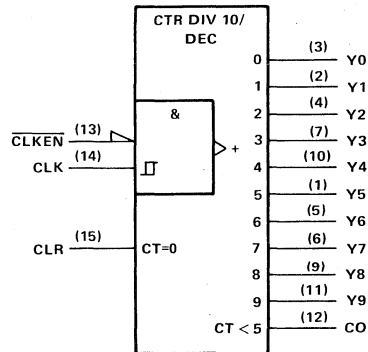 CTR DIV 10/
DEC
0 (3) Y0
1 (2) Y1
& 2 (4) Y2
CLKEN (13) + 3 (7) Y3
CLK (14) 4 (10) Y4
5 (1) Y5
6 (5) Y6
CLR (15) CT=0 7 (6) Y7
8 (9) Y8
9 (11) Y9
CT < 5 (12) CO